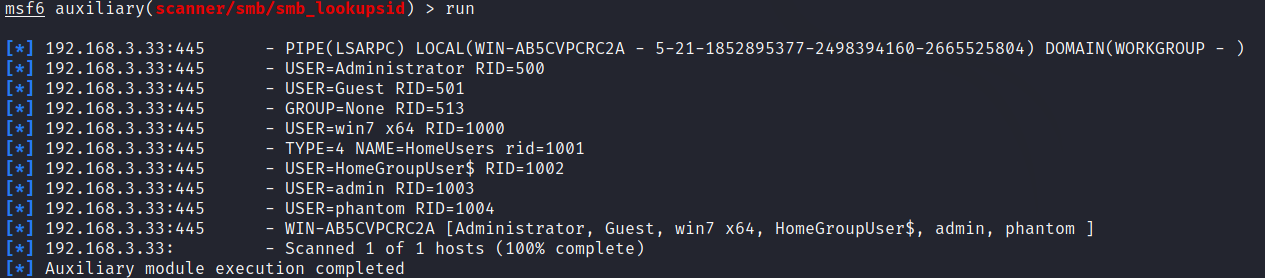 msf6 auxiliary(scanner/smb/smb_lookupsid) > run
[*] 192.168.3.33:445 - PIPE(LSARPC) LOCAL(WIN-AB5CVPCRC2A - 5-21-1852895377-2498394160-2665525804) DOMAIN(WORKGROUP - )
[*] 192.168.3.33:445 - USER=Administrator RID=500
[*] 192.168.3.33:445 - USER=Guest RID=501
[*] 192.168.3.33:445 - GROUP=None RID=513
[*] 192.168.3.33:445 - USER=win7 x64 RID=1000
[*] 192.168.3.33:445 - TYPE=4 NAME=HomeUsers rid=1001
[*] 192.168.3.33:445 - USER=HomeGroupUser$ RID=1002
[*] 192.168.3.33:445 - USER=admin RID=1003
[*] 192.168.3.33:445 - USER=phantom RID=1004
[*] 192.168.3.33:445 - WIN-AB5CVPCRC2A [Administrator, Guest, win7 x64, HomeGroupUser$, admin, phantom ]
[*] 192.168.3.33: - Scanned 1 of 1 hosts (100% complete)
[*] Auxiliary module execution completed